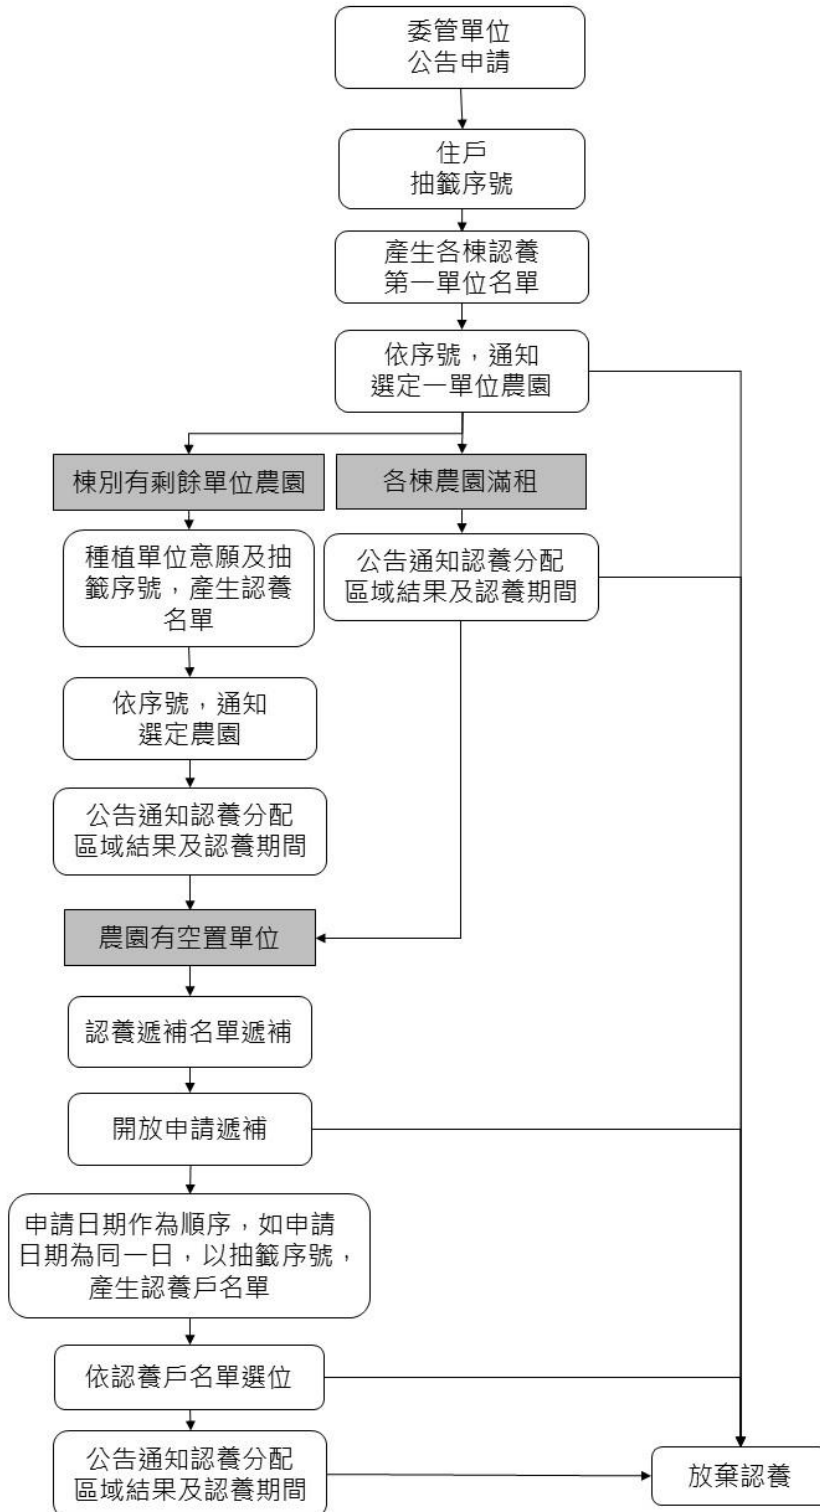 委管單位
公告申請
住戶
抽籤序號
產生各棟認養
第一單位名單
依序號，通知
選定一單位農園
棟別有剩餘單位農園
各棟農園滿租
種植單位意願及抽
籤序號，產生認養
名單
公告通知認養分配
區域結果及認養期間
依序號，通知
選定農園
公告通知認養分配
區域結果及認養期間
農園有空置單位
認養遞補名單遞補
開放申請遞補
申請日期作為順序，如申請
日期為同一日，以抽籤序號，
產生認養戶名單
依認養戶名單選位
公告通知認養分配
區域結果及認養期間
放棄認養